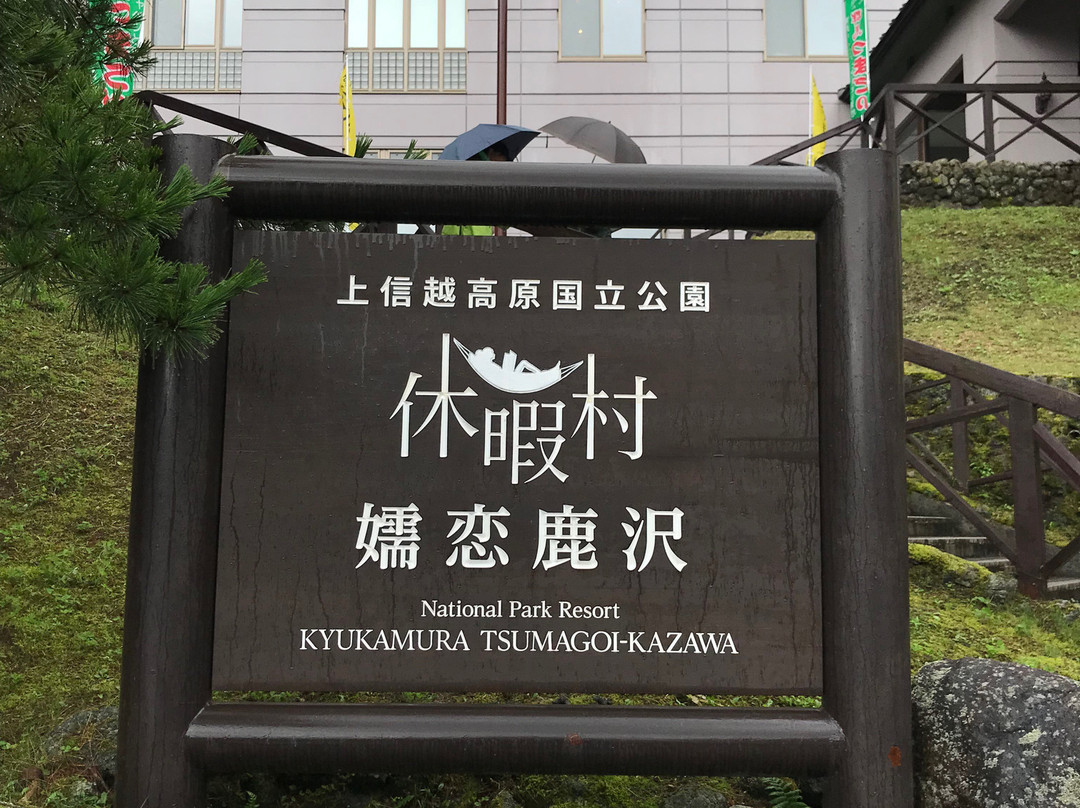 上信越高原国立公園
休暇村
嬬恋鹿沢
National Park Resort
KYUKAMURA TSUMAGOI-KAZAWA